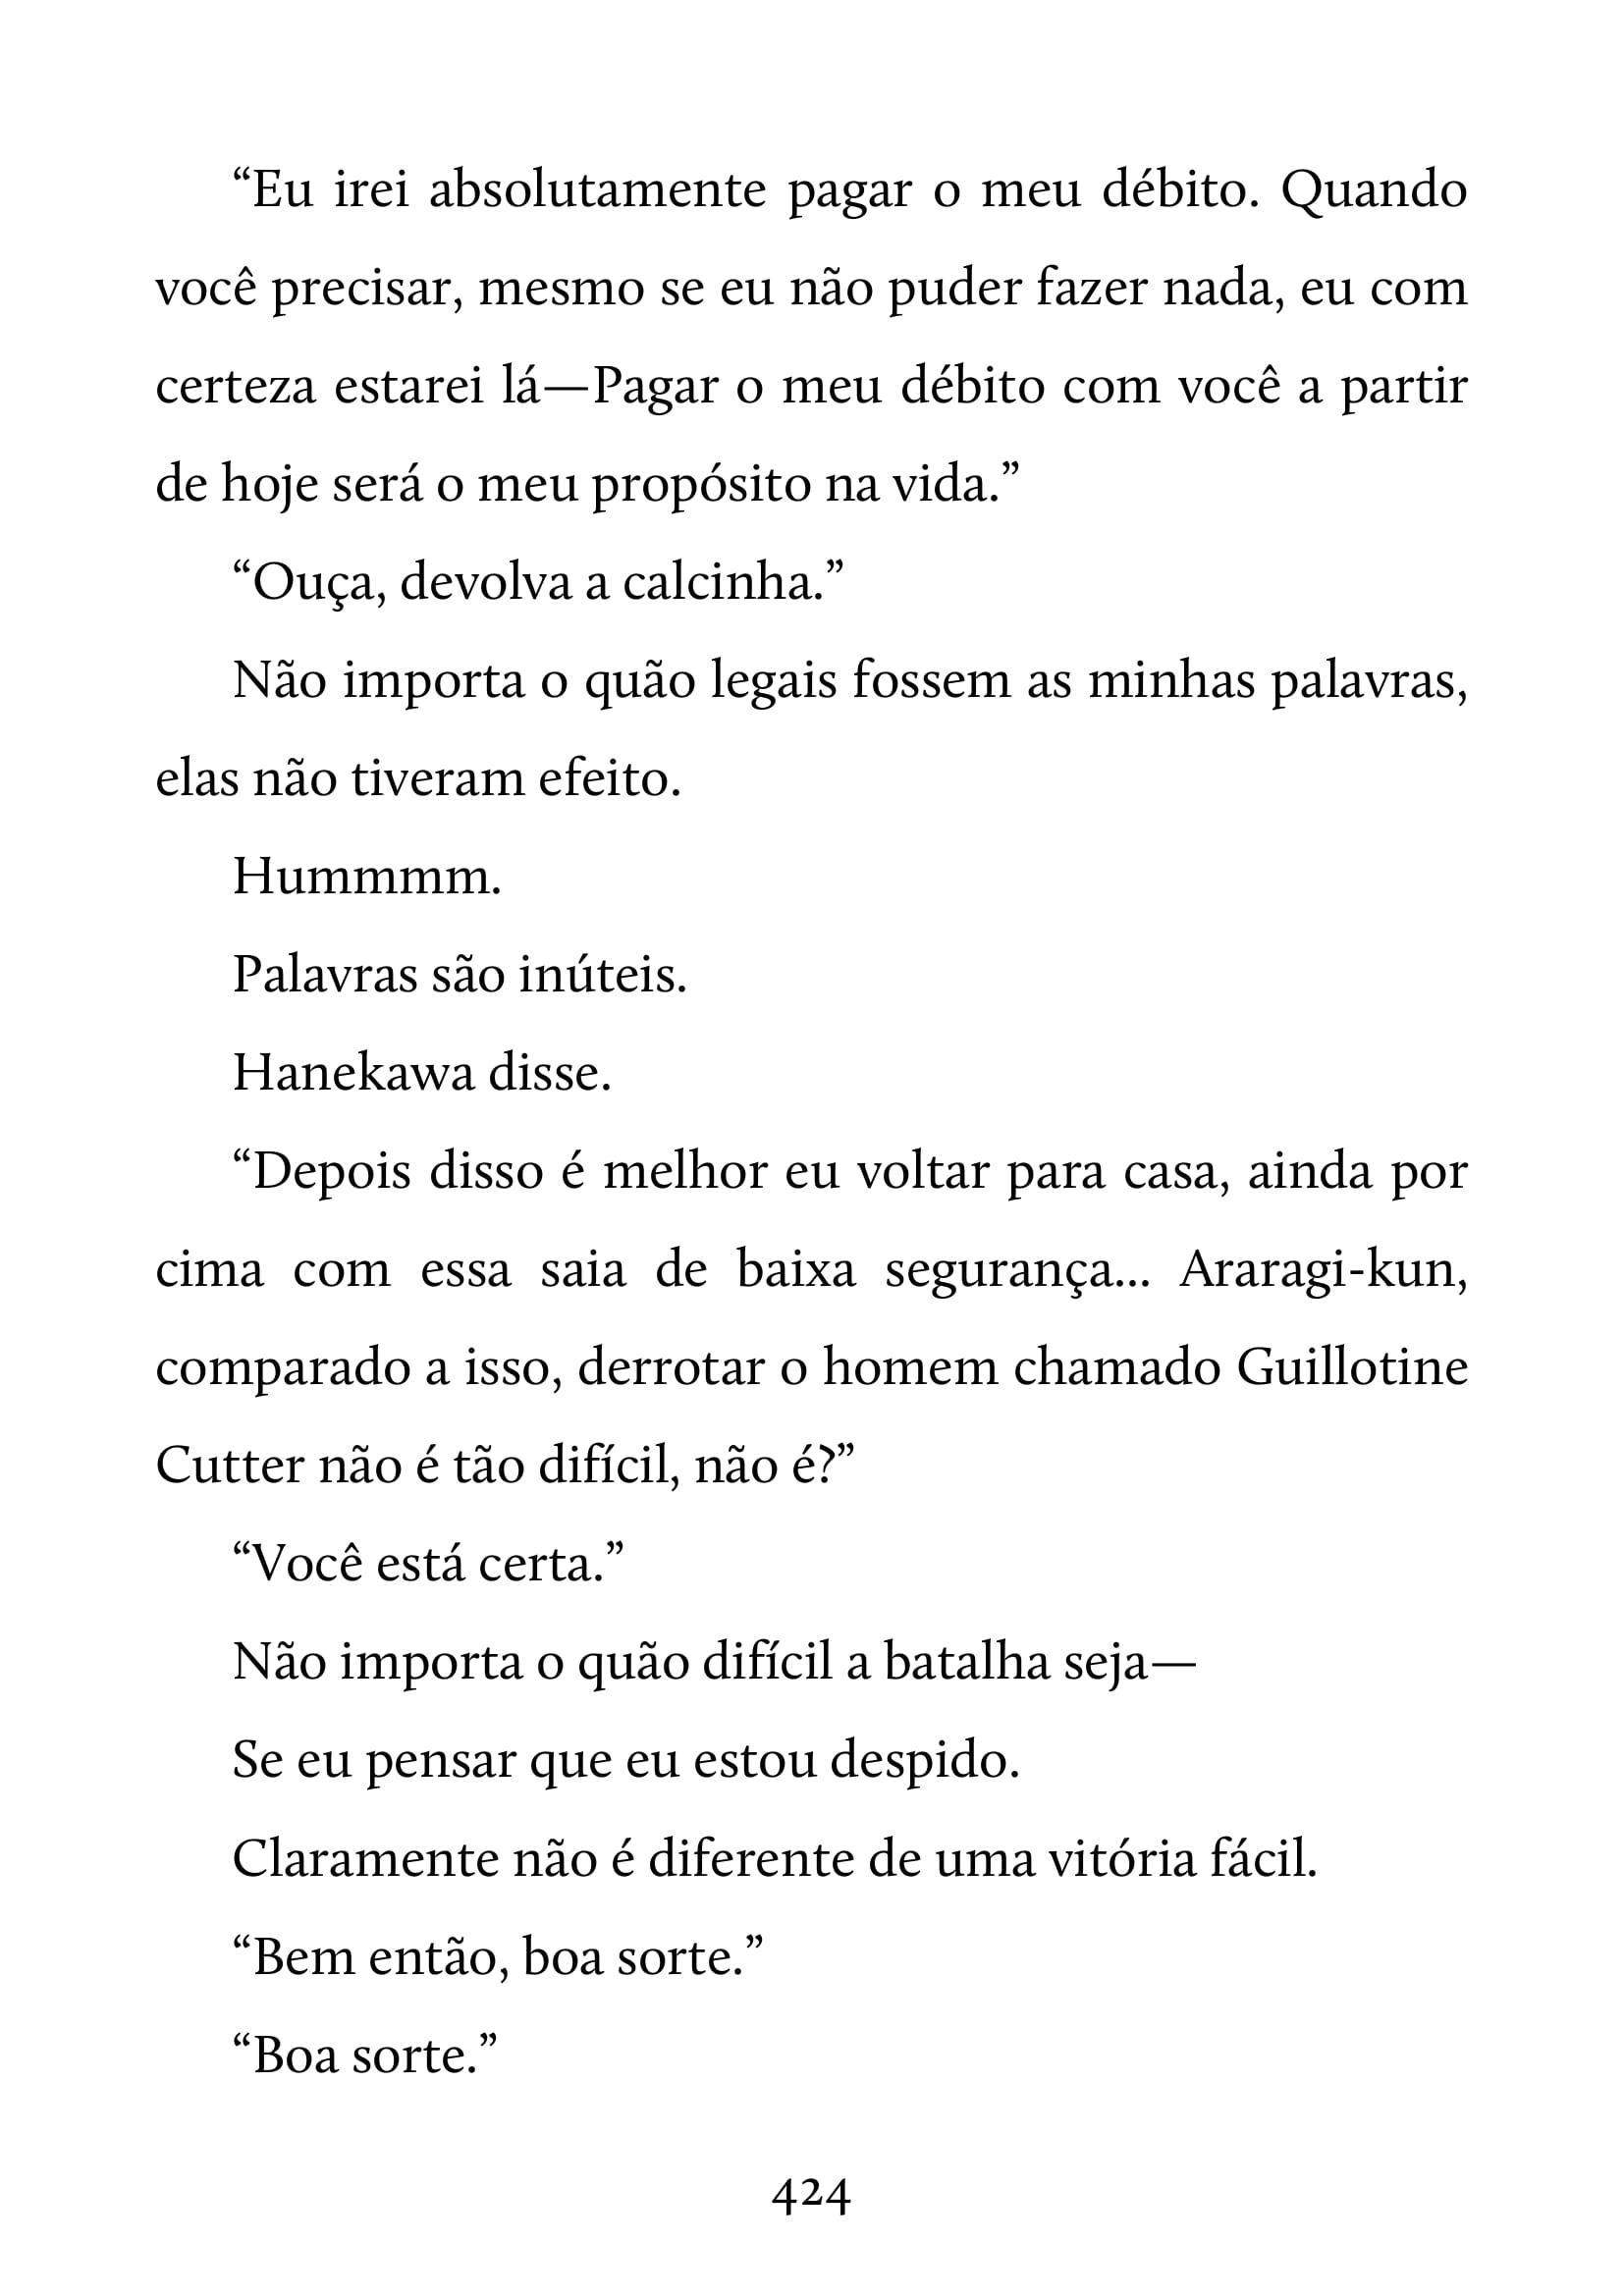 “Eu irei absolutamente pagar o meu débito. Quando
você precisar, mesmo se eu não puder fazer nada, eu com
certeza estarei lá—Pagar o meu débito com você a partir
de hoje será o meu propósito na vida.”
“Ouça, devolva a calcinha.”
Não importa o quão legais fossem as minhas palavras,
elas não tiveram efeito.
Hummmm.
Palavras são inúteis.
Hanekawa disse.
“Depois disso é melhor eu voltar para casa, ainda por
cima com essa saia de baixa segurança... Araragi-kun,
comparado a isso, derrotar o homem chamado Guillotine
Cutter não é tão difícil, não é?”
“Você está certa.”
Não importa o quão difícil a batalha seja—
Se eu pensar que eu estou despido.
Claramente não é diferente de uma vitória fácil.
“Bem então, boa sorte.”
“Boa sorte.”
424